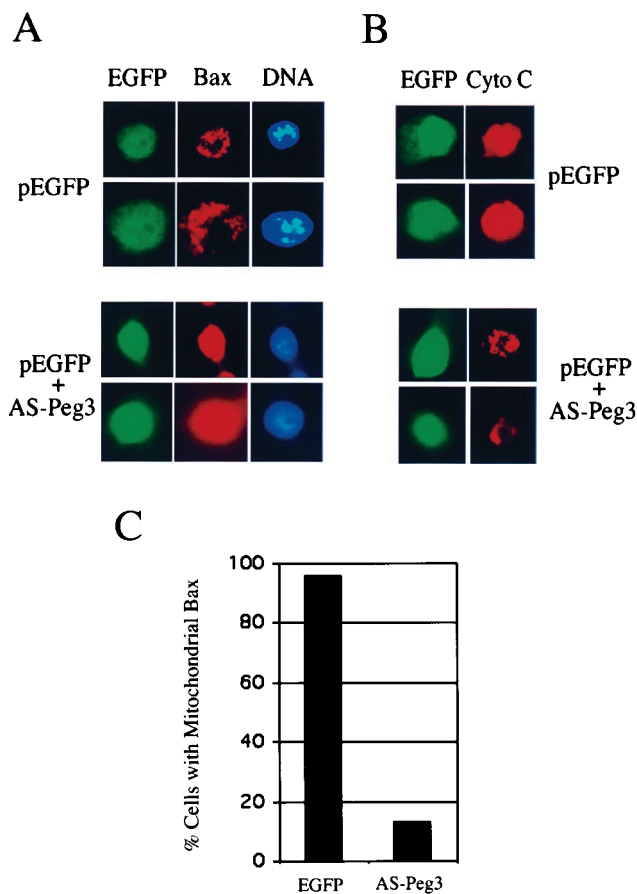 A
EGFP Bax DNA
pEGFP
pEGFP
+
AS-Peg3
B
EGFP Cyto C
pEGFP
pEGFP
+
AS-Peg3
C
% Cells with Mitochondrial Bax
100
80
60
40
20
0
EGFP AS-Peg3